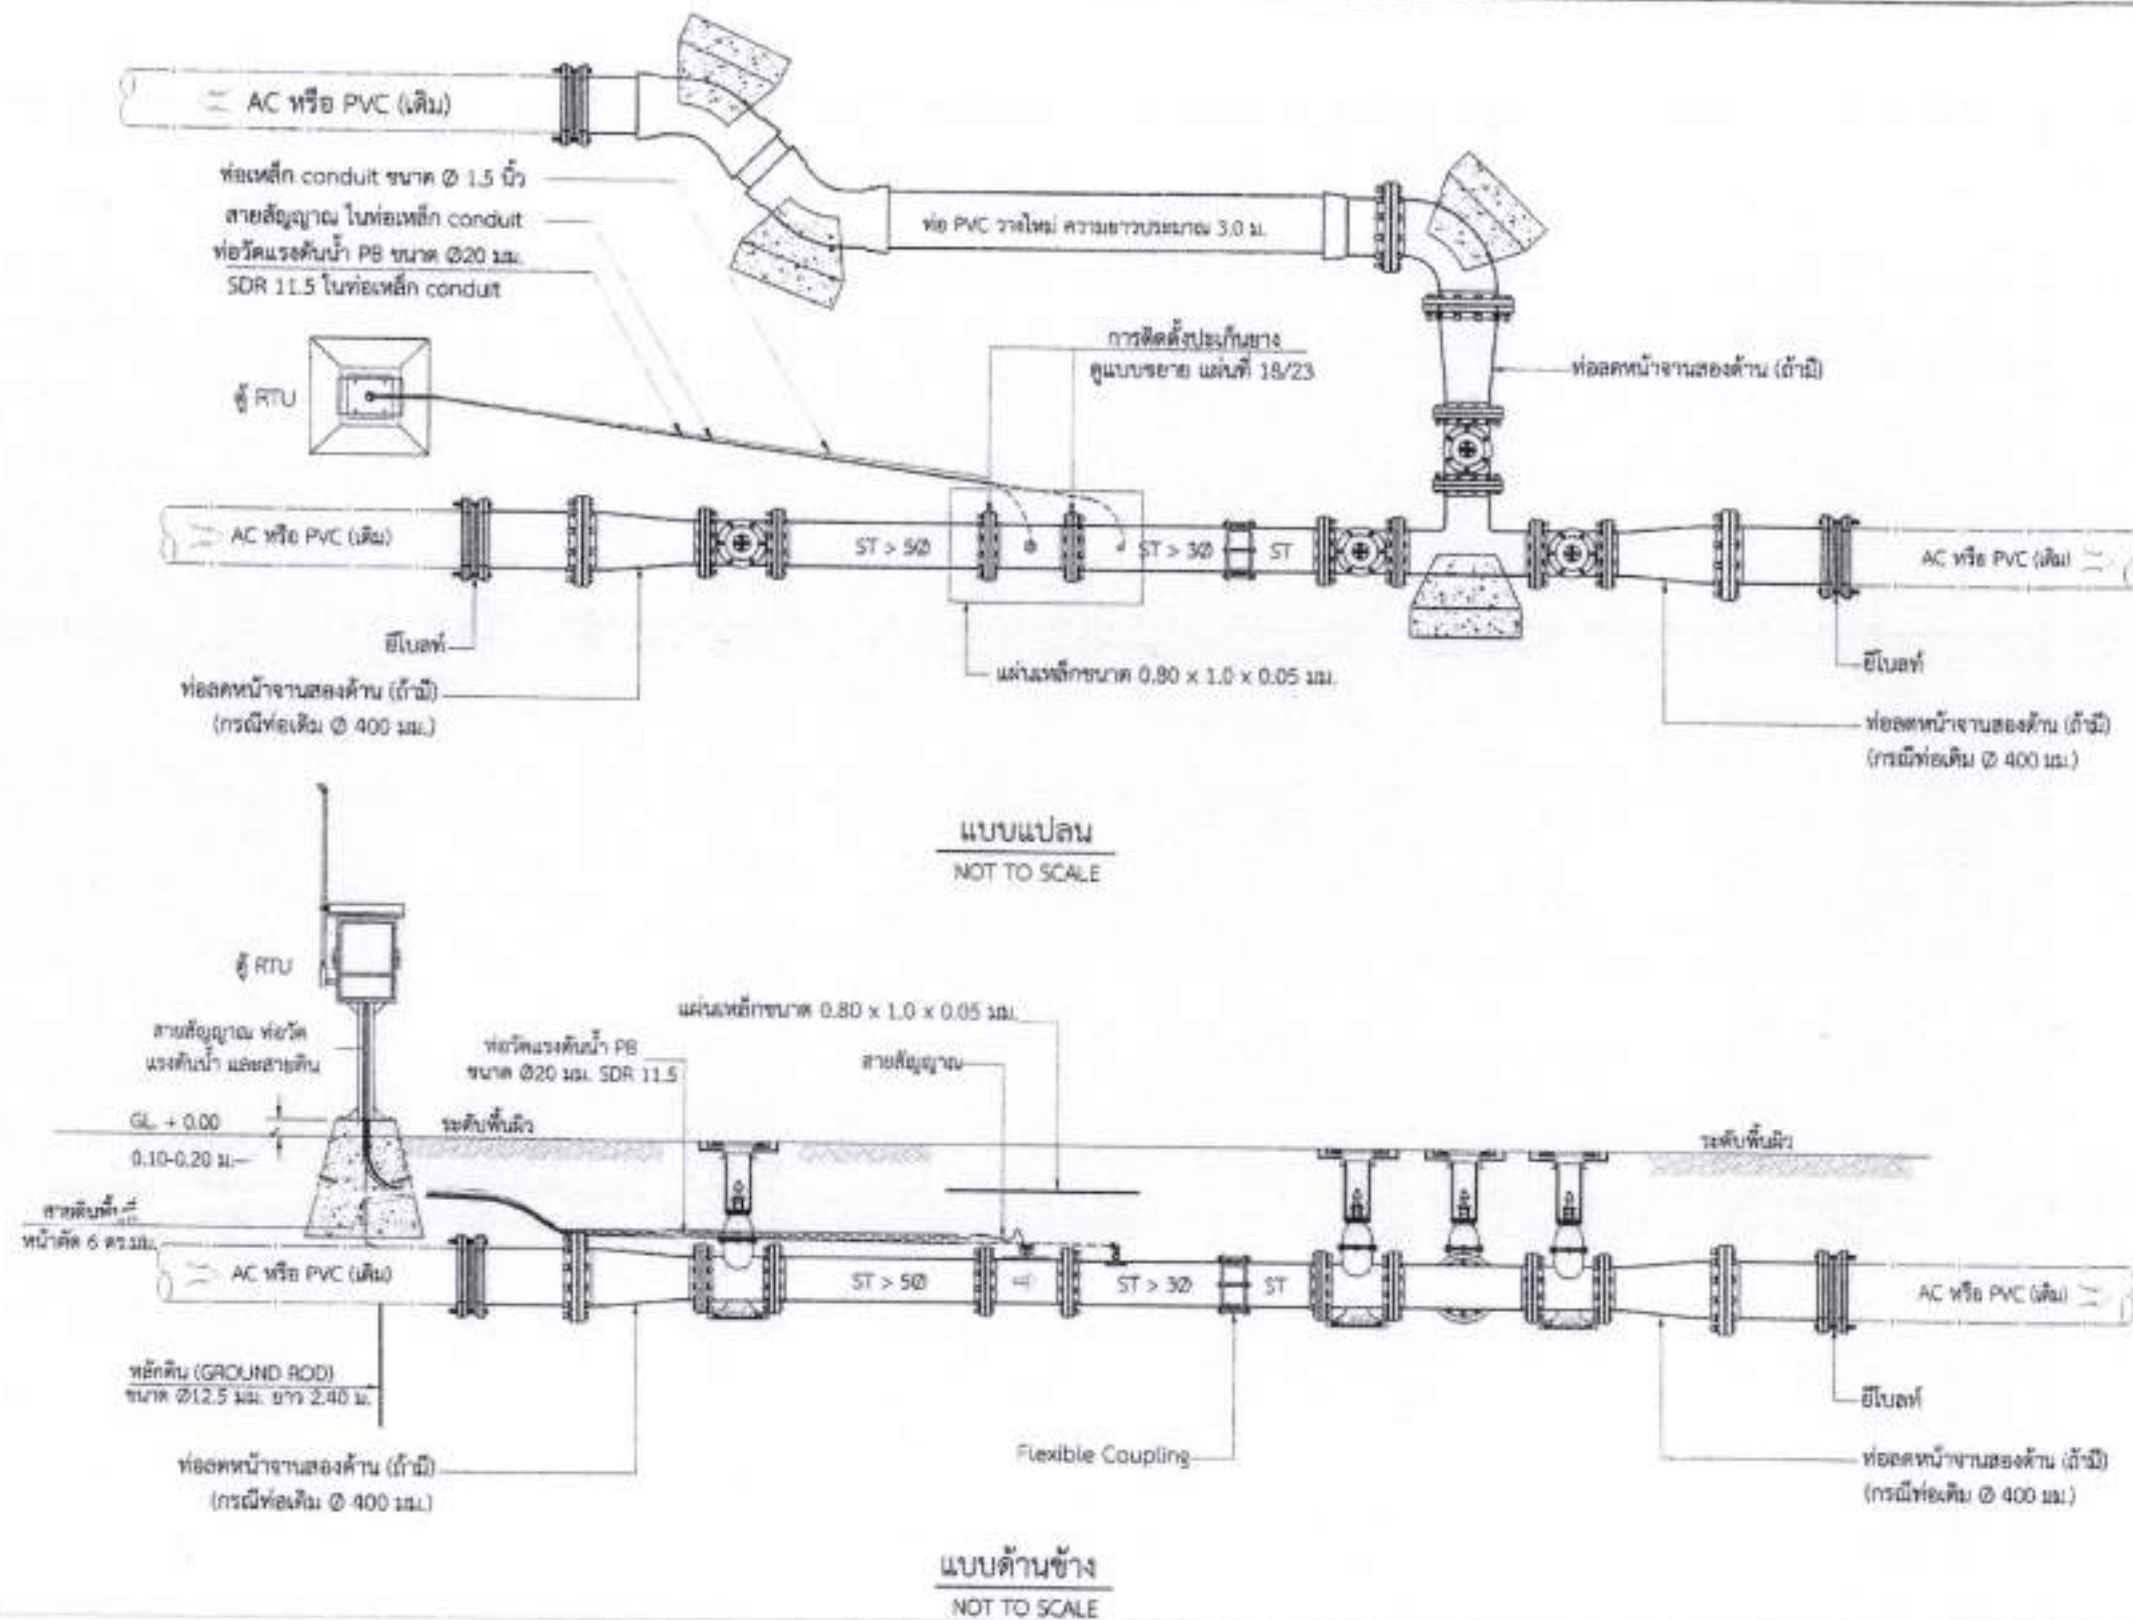 AC หรือ PVC (เดิม)
ท่อเหล็ก conduit ขนาด Ø 1.5 นิ้ว
สายสัญญาณ ในท่อเหล็ก conduit
ท่อวัดแรงดันน้ำ PB ขนาด Ø20 มม.
SDR 11.5 ในท่อเหล็ก conduit
ท่อ PVC วางใหม่ ความยาวประมาณ 3.0 ม.
การติดตั้งปะเก็นยาง
ดูแบบขยาย แผ่นที่ 18/23
ท่อลดหน้าจานสองด้าน (ถ้ามี)
ตู้ RTU
AC หรือ PVC (เดิม)
ST > 5Ø
ST > 3Ø
ST
AC หรือ PVC (เดิม)
ยีโบลท์
แผ่นเหล็กขนาด 0.80 x 1.0 x 0.05 มม.
ยีโบลท์
ท่อลดหน้าจานสองด้าน (ถ้ามี)
(กรณีท่อเดิม Ø 400 มม.)
ท่อลดหน้าจานสองด้าน (ถ้ามี)
(กรณีท่อเดิม Ø 400 มม.)
แบบแปลน
NOT TO SCALE
ตู้ RTU
แผ่นเหล็กขนาด 0.80 x 1.0 x 0.05 มม.
สายสัญญาณ ท่อวัด
แรงดันน้ำ และสายดิน
ท่อวัดแรงดันน้ำ PB
ขนาด Ø20 มม. SDR 11.5
สายสัญญาณ
GL. + 0.00
ระดับพื้นผิว
ระดับพื้นผิว
0.10-0.20 ม.
สายดินพื้นที่
หน้าตัด 6 ตร.มม.
AC หรือ PVC (เดิม)
ST > 5Ø
ST > 3Ø
ST
AC หรือ PVC (เดิม)
หลักดิน (GROUND ROD)
ขนาด Ø12.5 มม. ยาว 2.40 ม.
ยีโบลท์
Flexible Coupling
ท่อลดหน้าจานสองด้าน (ถ้ามี)
(กรณีท่อเดิม Ø 400 มม.)
ท่อลดหน้าจานสองด้าน (ถ้ามี)
(กรณีท่อเดิม Ø 400 มม.)
แบบด้านข้าง
NOT TO SCALE